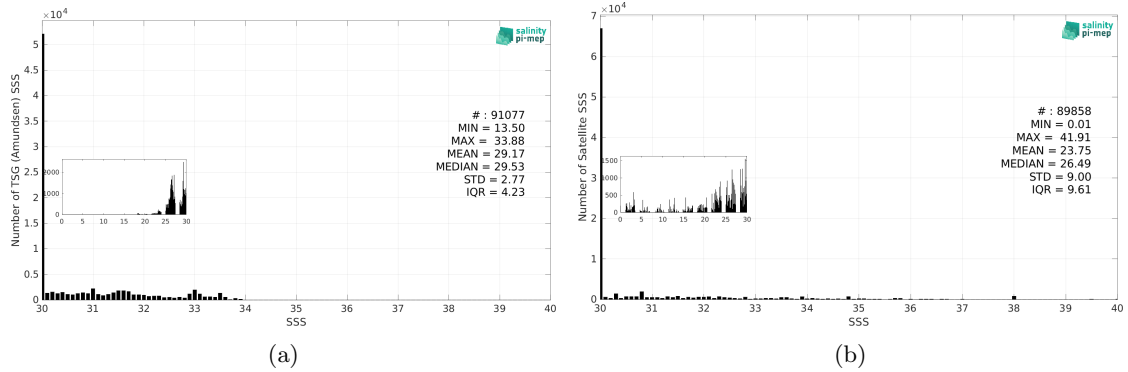 ×10⁴
5
4.5
4
3.5
3
2.5
2
1.5
1
0.5
0
Number of TSG (Amundsen) SSS
salinity
pi-mep
# : 91077
MIN = 13.50
MAX = 33.88
MEAN = 29.17
MEDIAN = 29.53
STD = 2.77
IQR = 4.23
2000
1000
0
0 5 10 15 20 25 30
30 31 32 33 34 35 36 37 38 39 40
SSS
(a)
7 ×10⁴
6
5
4
3
2
1
0
Number of Satellite SSS
salinity
pi-mep
# : 89858
MIN = 0.01
MAX = 41.91
MEAN = 23.75
MEDIAN = 26.49
STD = 9.00
IQR = 9.61
1500
1000
500
0
0 5 10 15 20 25 30
30 31 32 33 34 35 36 37 38 39 40
SSS
(b)